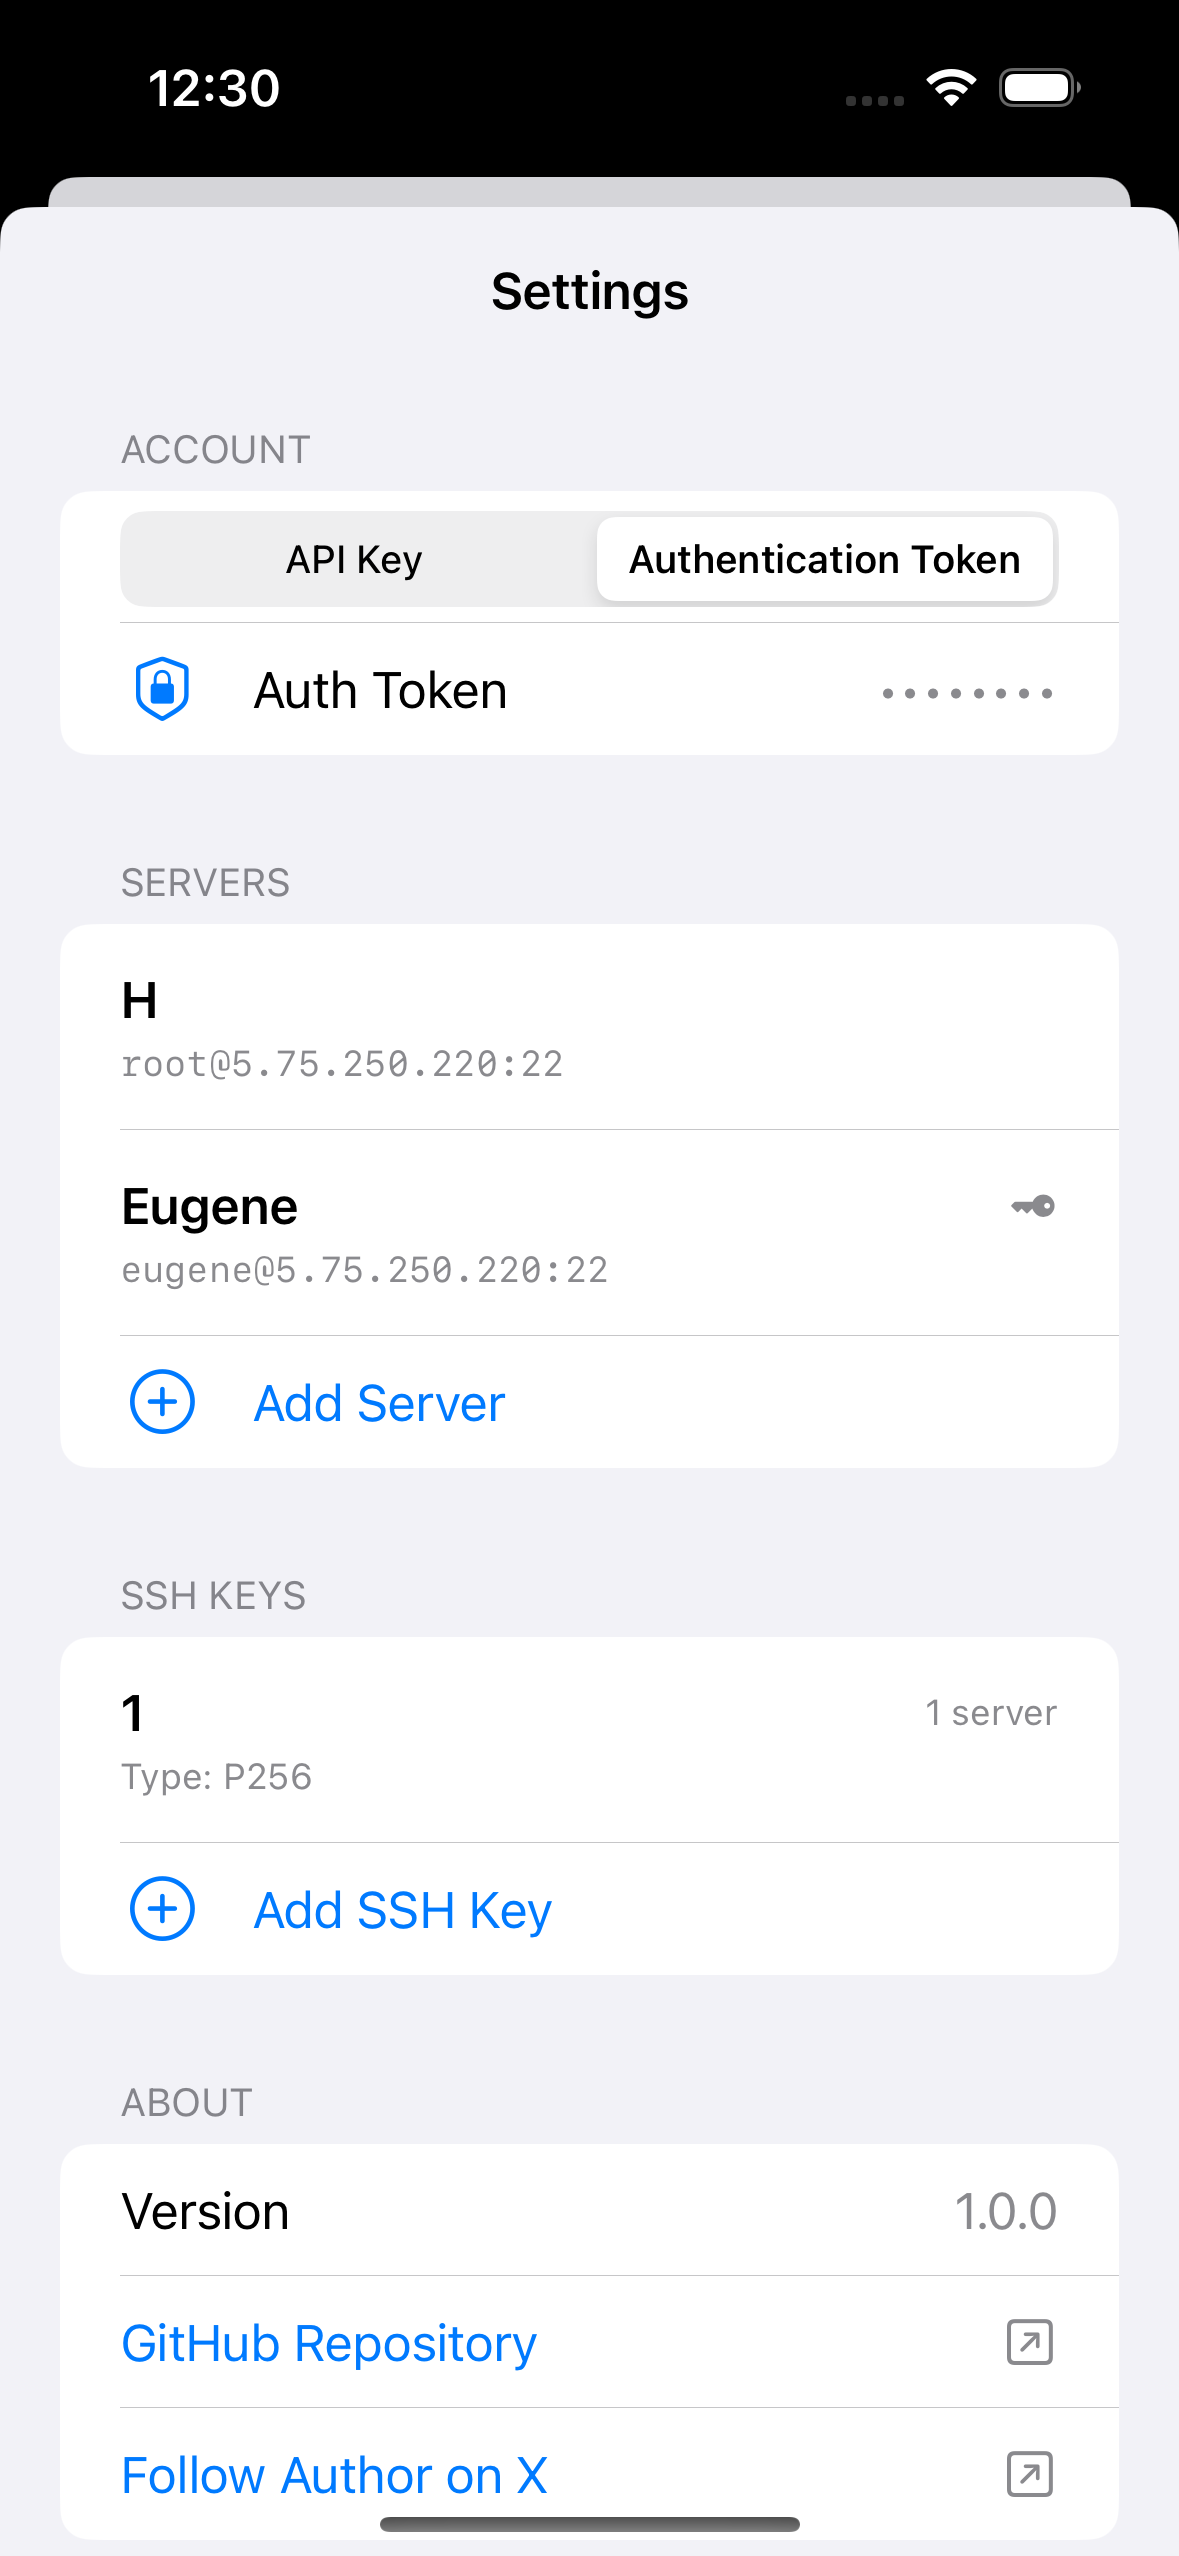 12:30
Settings
ACCOUNT
API Key
Authentication Token
Auth Token
••••••••
SERVERS
H
root@5.75.250.220:22
Eugene
eugene@5.75.250.220:22
Add Server
SSH KEYS
1
1 server
Type: P256
Add SSH Key
ABOUT
Version
1.0.0
GitHub Repository
Follow Author on X